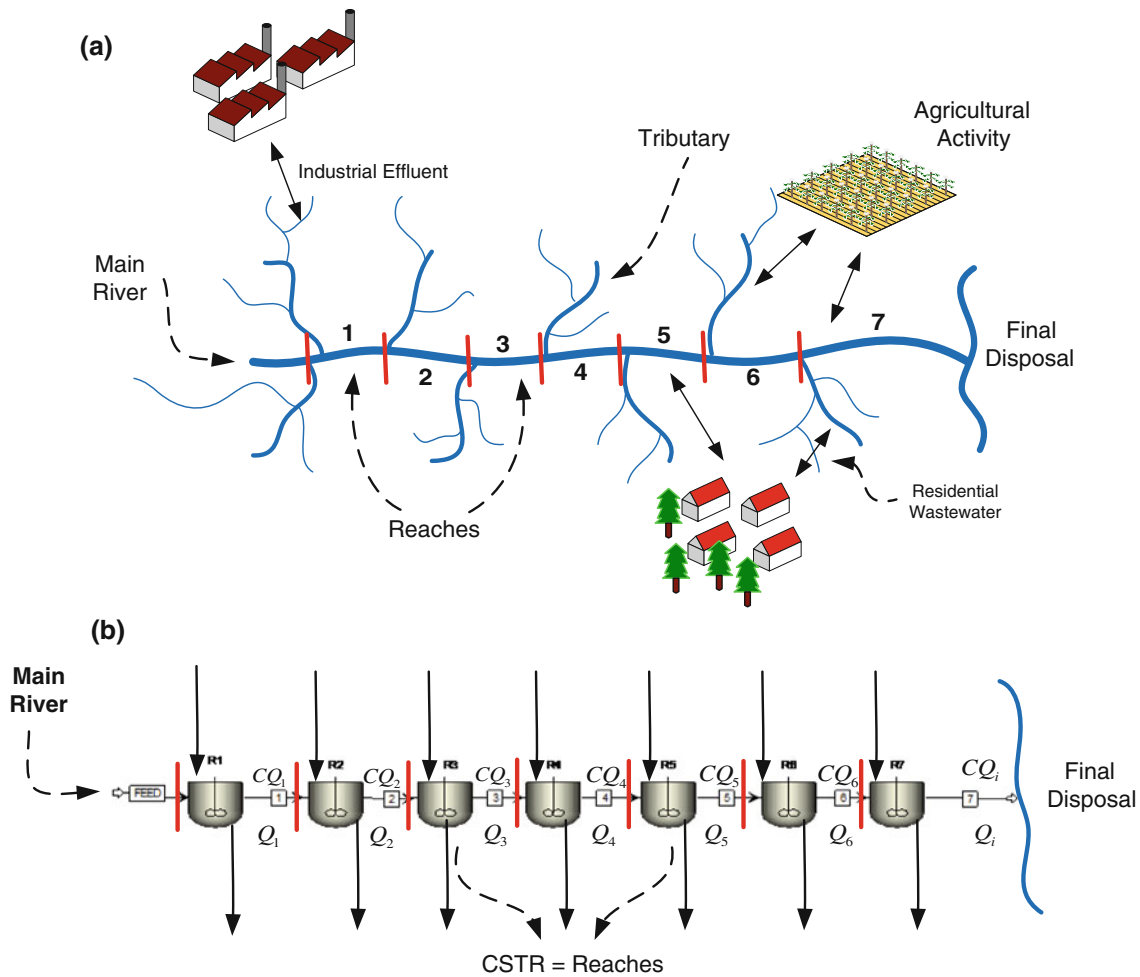 (a)
Industrial Effluent
Tributary
Agricultural
Activity
Main
River
1
2
3
4
5
6
7
Final
Disposal
Reaches
Residential
Wastewater
(b)
Main
River
FEED
R1
R2
R3
R4
R5
R6
R7
CQ1
CQ2
CQ3
CQ4
CQ5
CQ6
CQi
1
2
3
4
5
6
7
Q1
Q2
Q3
Q4
Q5
Q6
Qi
Final
Disposal
CSTR = Reaches